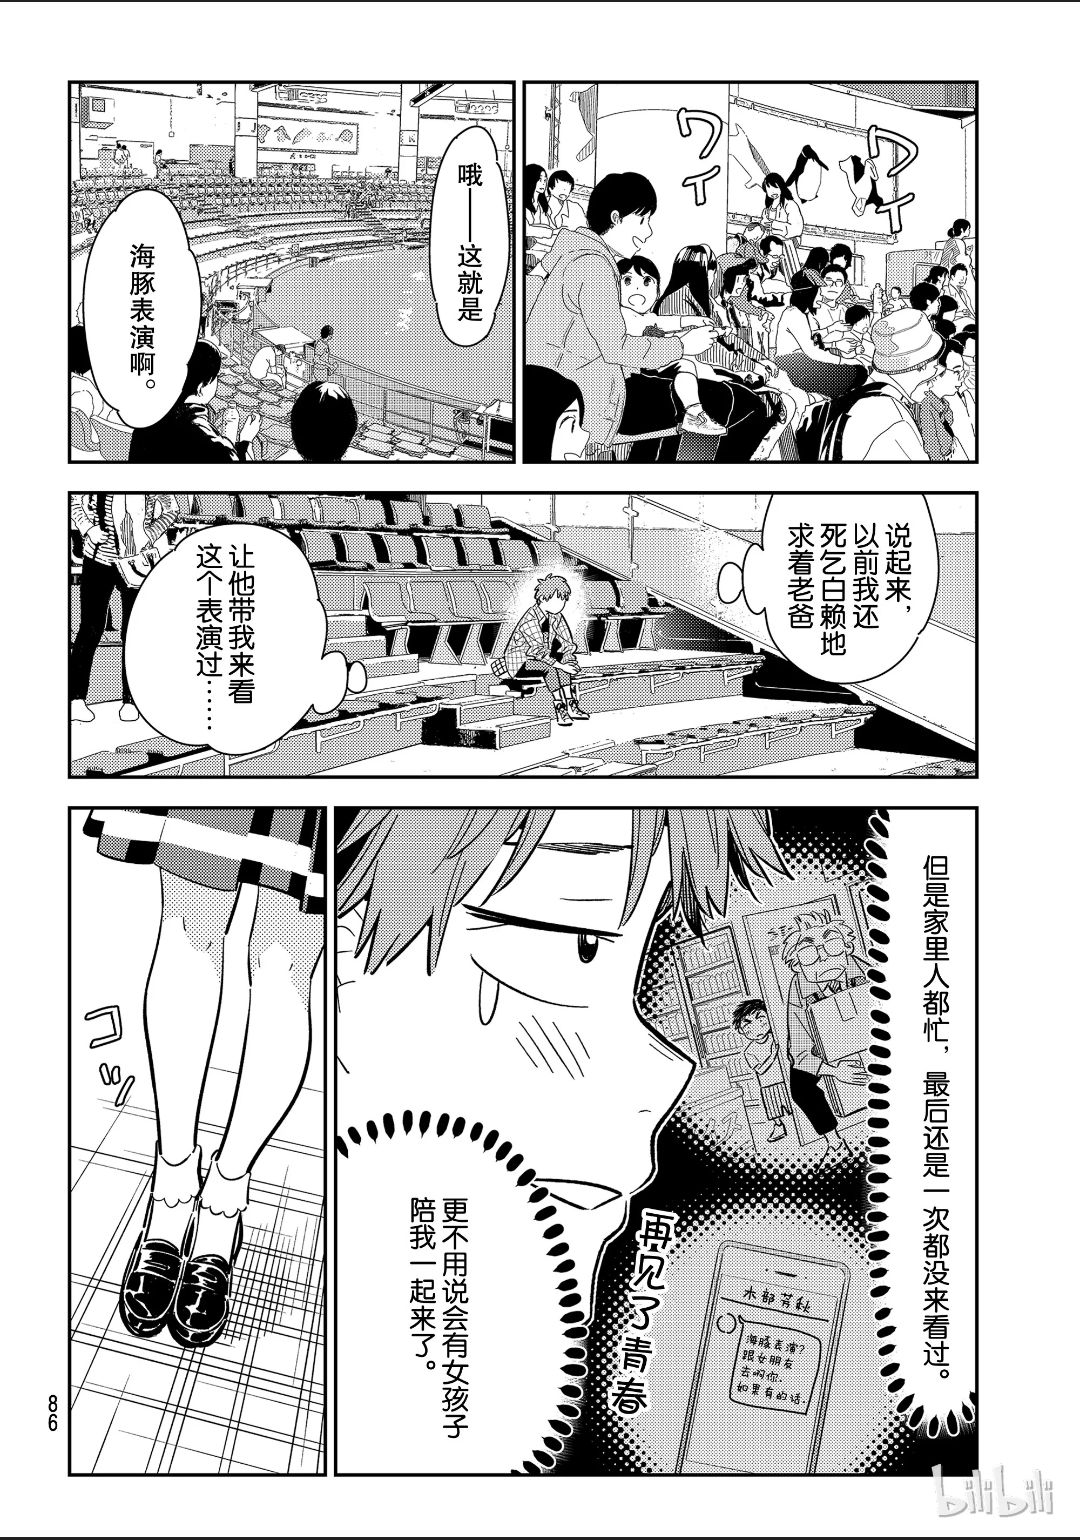 ワイ
ワイ
哦——这就是
海豚表演啊。
说起来，
以前我还
死乞白赖地
求着老爸
让他带我来看
这个表演过……
但是家里人都忙，最后还是一次都没来看过。
再见了青春
木部芳秋
海豚表演？
跟女朋友
去啊你.
如果有的话.
更不用说会有女孩子
陪我一起来了。
コツ
86
bilibili